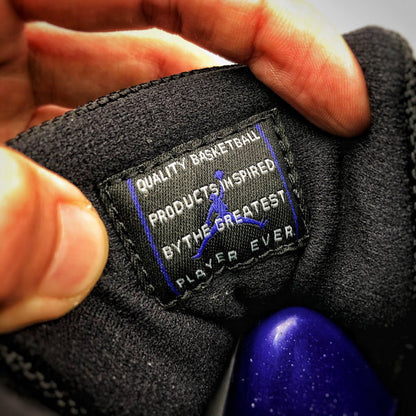 QUALITY BASKETBALL
PRODUCTS INSPIRED
BY THE GREATEST
PLAYER EVER